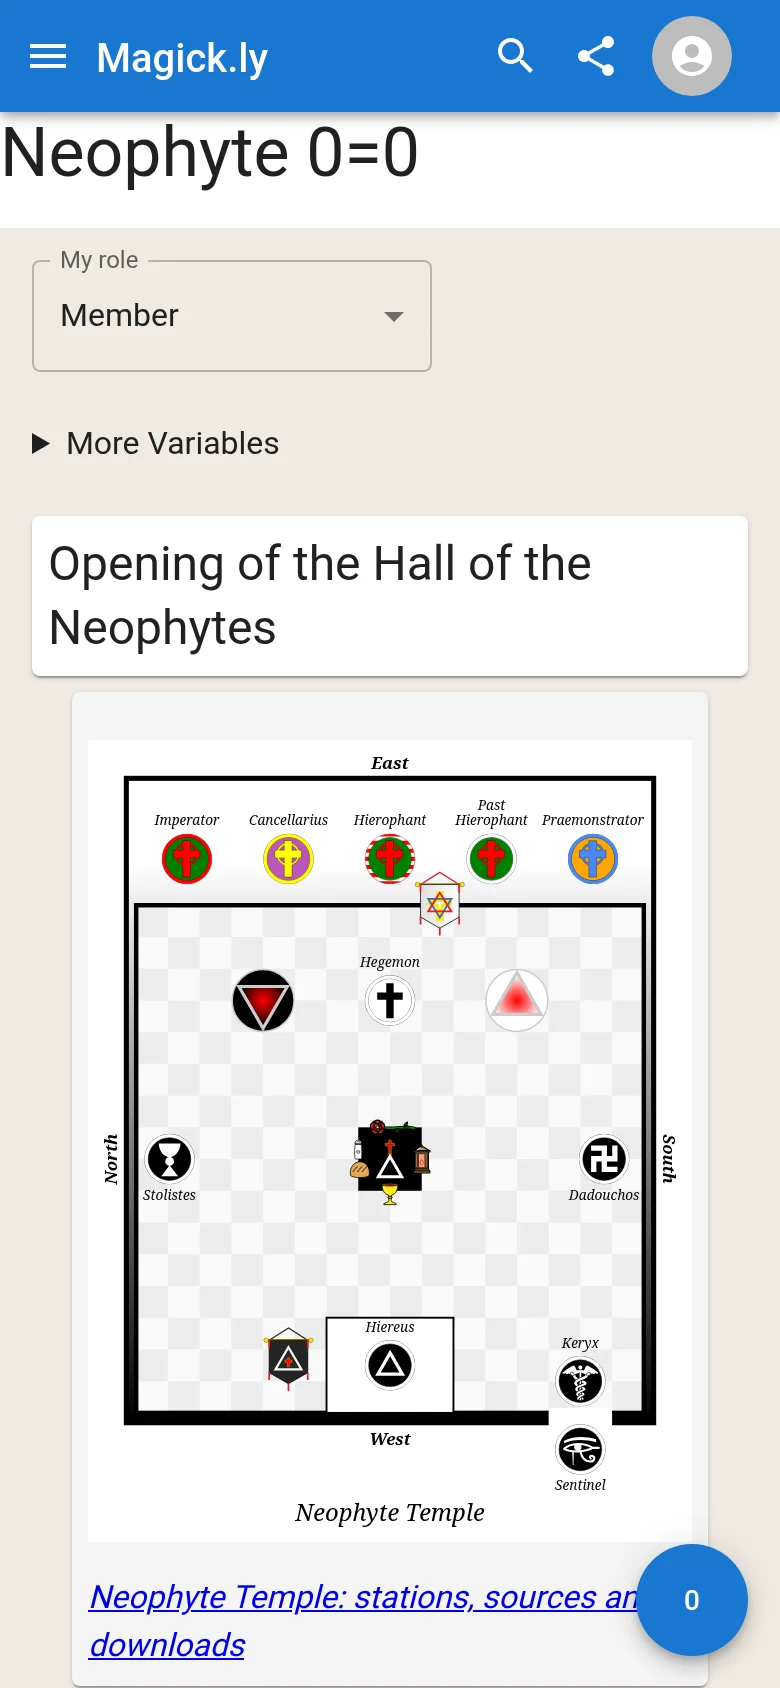 Magick.ly
Neophyte 0=0
My role
Member
More Variables
Opening of the Hall of the
Neophytes
East
Imperator
Cancellarius
Hierophant
Past
Hierophant
Praemonstrator
Hegemon
North
South
Stolistes
Dadouchos
Hiereus
Keryx
West
Sentinel
Neophyte Temple
Neophyte Temple: stations, sources an
downloads
0